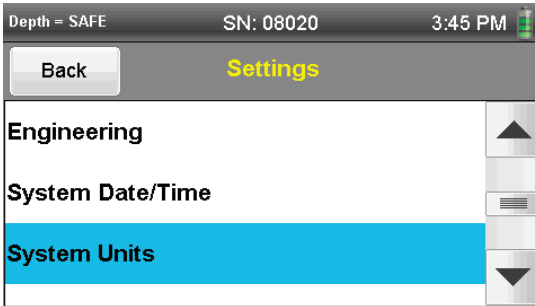 Depth = SAFE SN: 08020 3:45 PM
Back Settings
Engineering
System Date/Time
System Units